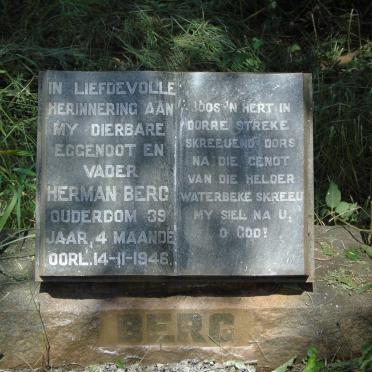 IN LIEFDEVOLLE
HERINNERING AAN
MY DIERBARE
EGGENOOT EN
VADER
HERMAN BERG
OUDERDOM 39
JAAR, 4 MAANDE
OORL. 14-11-1946.
SOOS 'N HERT IN
DORRE STREKE
SKREEUEND DORS
NA DIE GENOT
VAN DIE HELDER
WATERBEKE SKREEU
MY SIEL NA U,
O GOD!
BERG